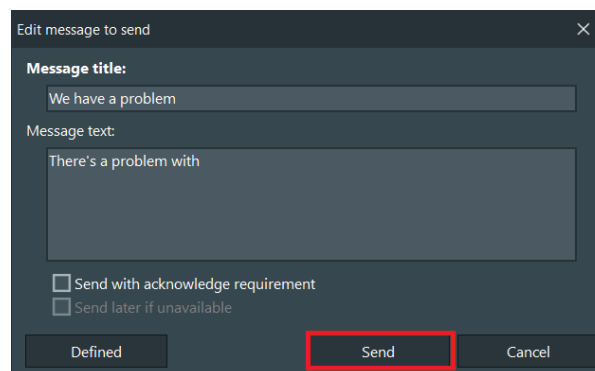 Edit message to send
Message title:
We have a problem
Message text:
There's a problem with
Send with acknowledge requirement
Send later if unavailable
Defined Send Cancel